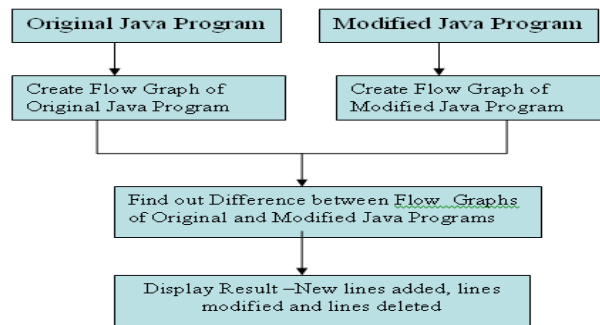 Original Java Program
Modified Java Program
Create Flow Graph of
Original Java Program
Create Flow Graph of
Modified Java Program
Find out Difference between Flow Graphs
of Original and Modified Java Programs
Display Result –New lines added, lines
modified and lines deleted